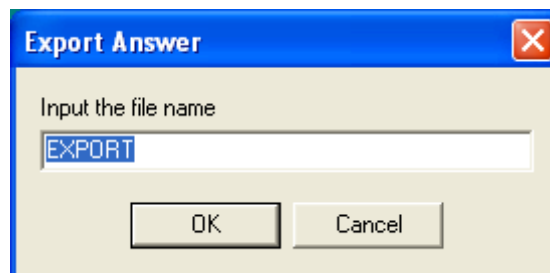 Export Answer
Input the file name
EXPORT
OK
Cancel